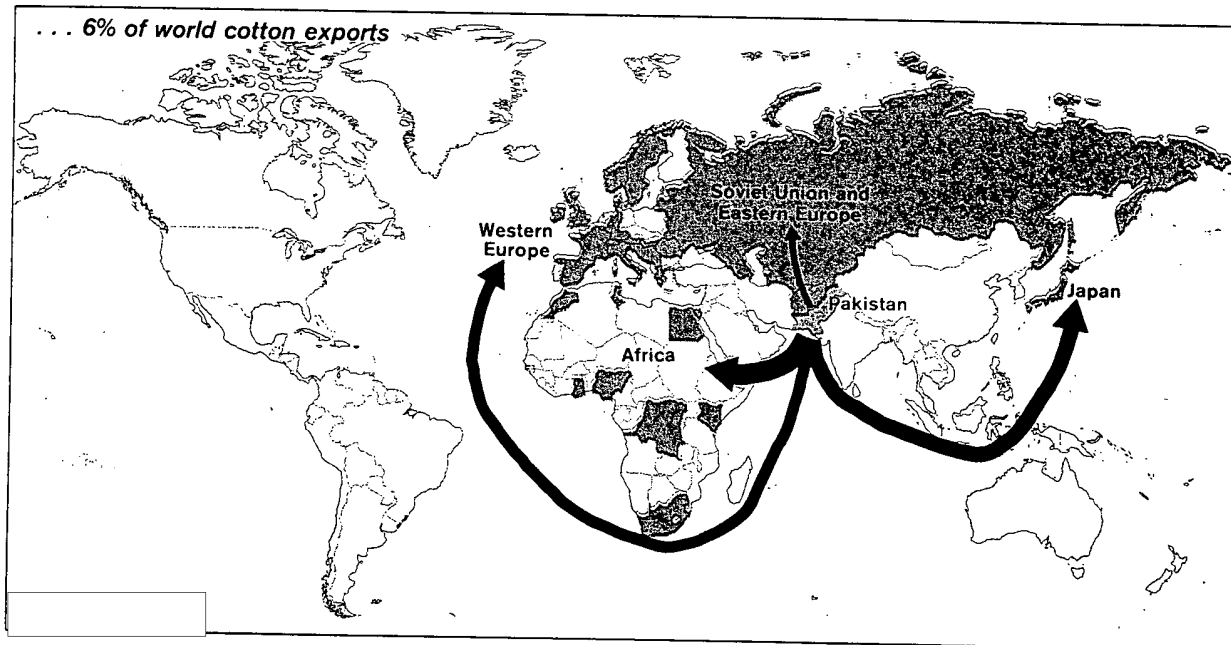 ... 6% of world cotton exports
Soviet Union and
Eastern Europe
Western
Europe
Pakistan
Japan
Africa